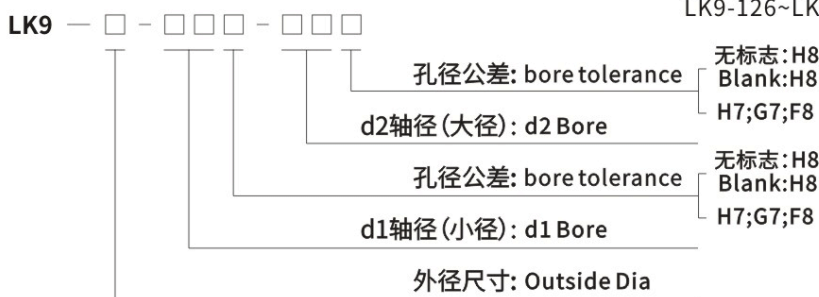 LK9-126~LK
LK9 — □ - □□□ - □□□
无标志:H8
孔径公差: bore tolerance
Blank:H8
H7;G7;F8
d2轴径(大径): d2 Bore
无标志:H8
孔径公差: bore tolerance
Blank:H8
H7;G7;F8
d1轴径(小径): d1 Bore
外径尺寸: Outside Dia